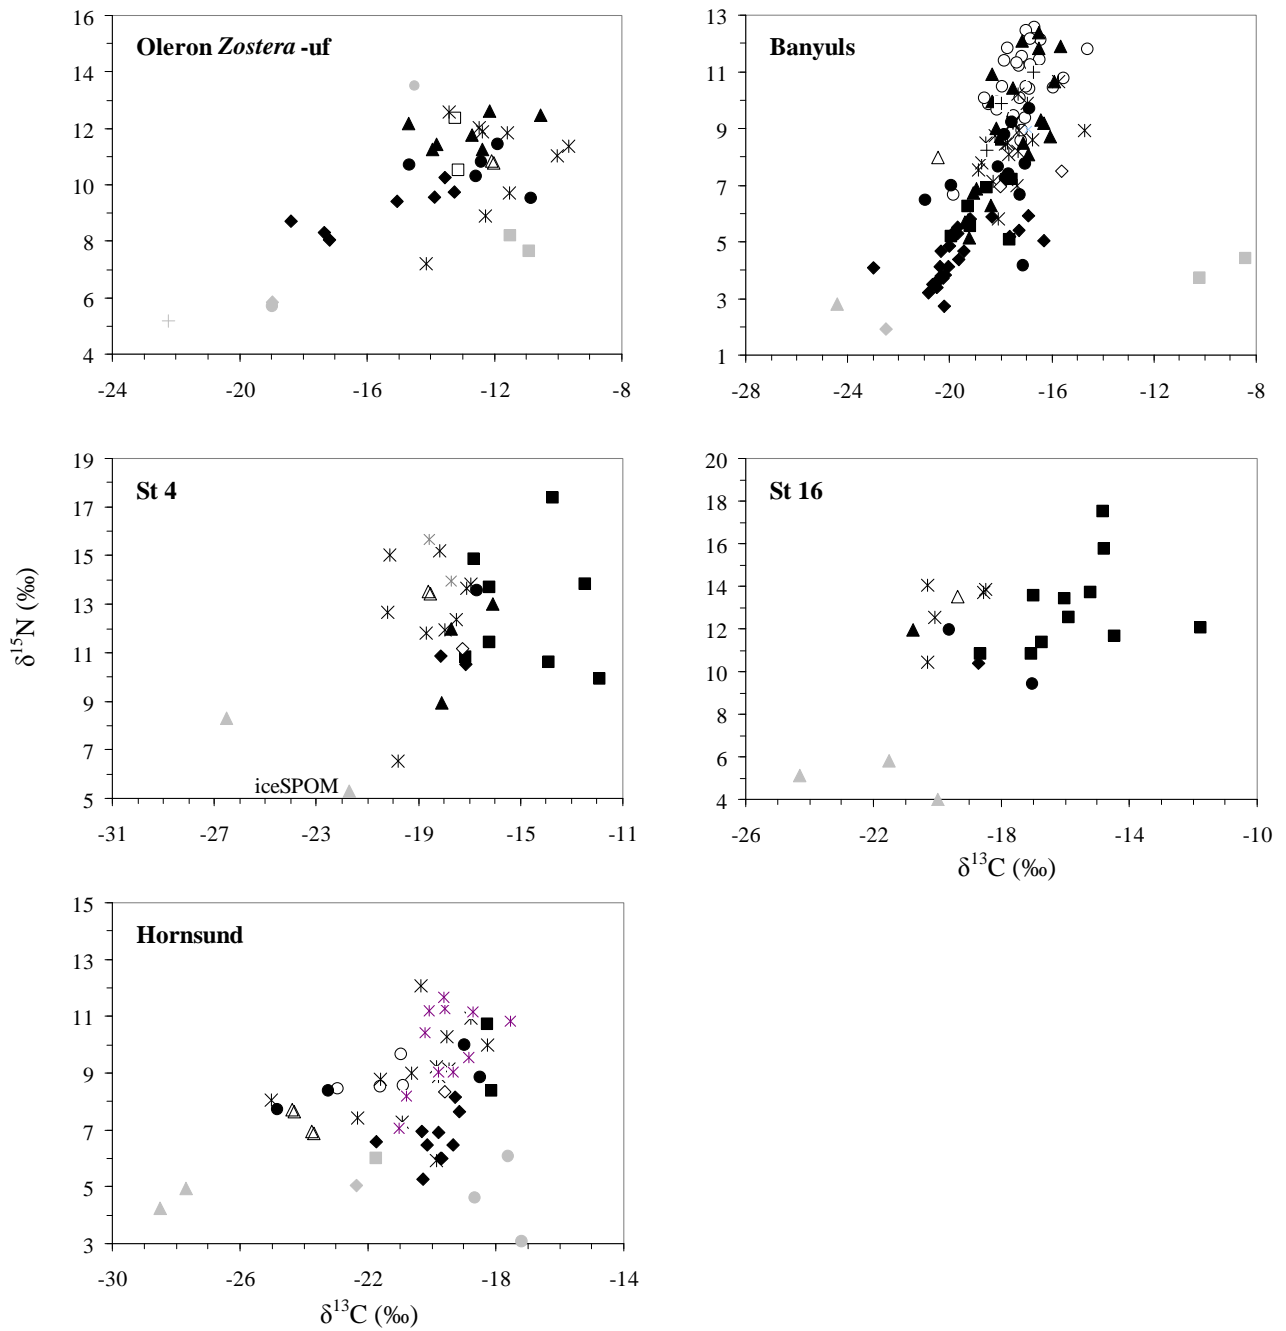 Oleron Zostera -uf
16
14
12
10
8
6
4
-24 -20 -16 -12 -8
Banyuls
13
11
9
7
5
3
1
-28 -24 -20 -16 -12 -8
St 4
19
17
15
13
11
9
7
5
iceSPOM
-31 -27 -23 -19 -15 -11
δ15N (‰)
St 16
20
18
16
14
12
10
8
6
4
-26 -22 -18 -14 -10
δ13C (‰)
Hornsund
15
13
11
9
7
5
3
-30 -26 -22 -18 -14
δ13C (‰)